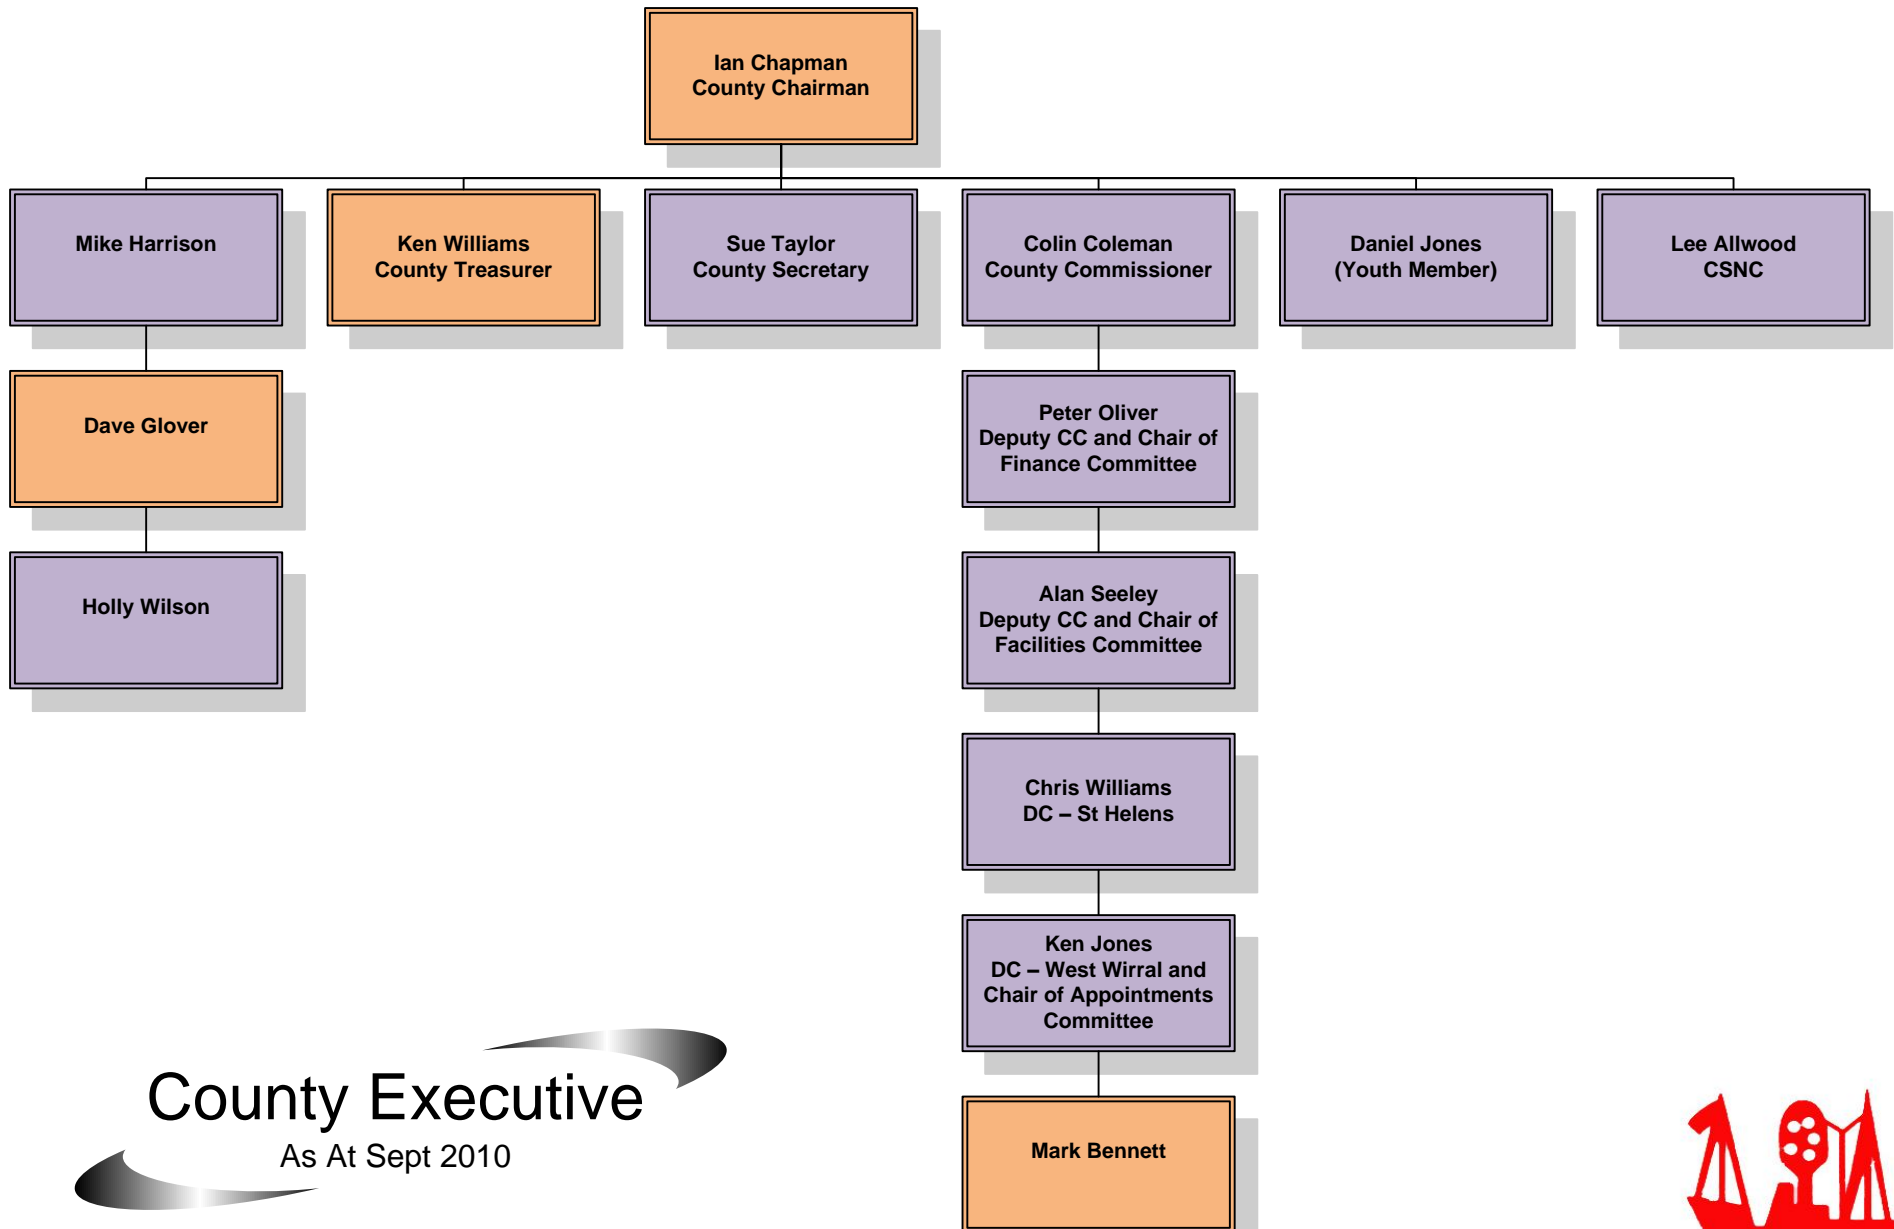 Ian Chapman
County Chairman
Mike Harrison
Ken Williams
County Treasurer
Sue Taylor
County Secretary
Colin Coleman
County Commissioner
Daniel Jones
(Youth Member)
Lee Allwood
CSNC
Dave Glover
Peter Oliver
Deputy CC and Chair of
Finance Committee
Holly Wilson
Alan Seeley
Deputy CC and Chair of
Facilities Committee
Chris Williams
DC – St Helens
Ken Jones
DC – West Wirral and
Chair of Appointments
Committee
Mark Bennett
County Executive
As At Sept 2010